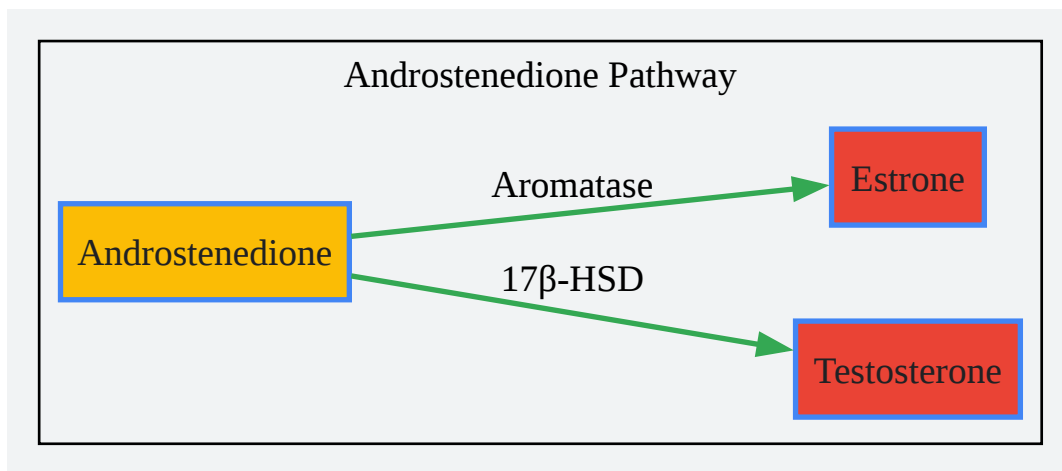 Androstenedione Pathway
Aromatase
Estrone
Androstenedione
17β-HSD
Testosterone